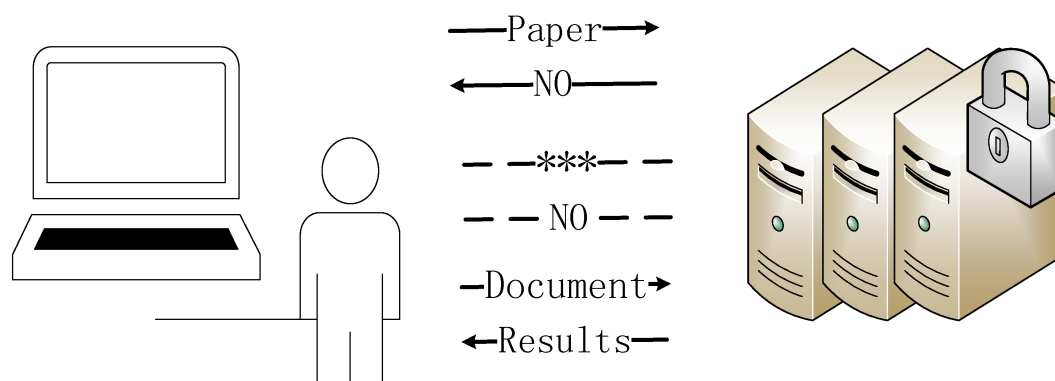 Paper
NO
***
NO
Document
Results